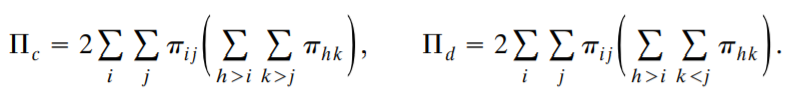 Π_c = 2 ∑_i ∑_j π_ij ( ∑_{h>i} ∑_{k>j} π_hk ),    Π_d = 2 ∑_i ∑_j π_ij ( ∑_{h>i} ∑_{k<j} π_hk ).